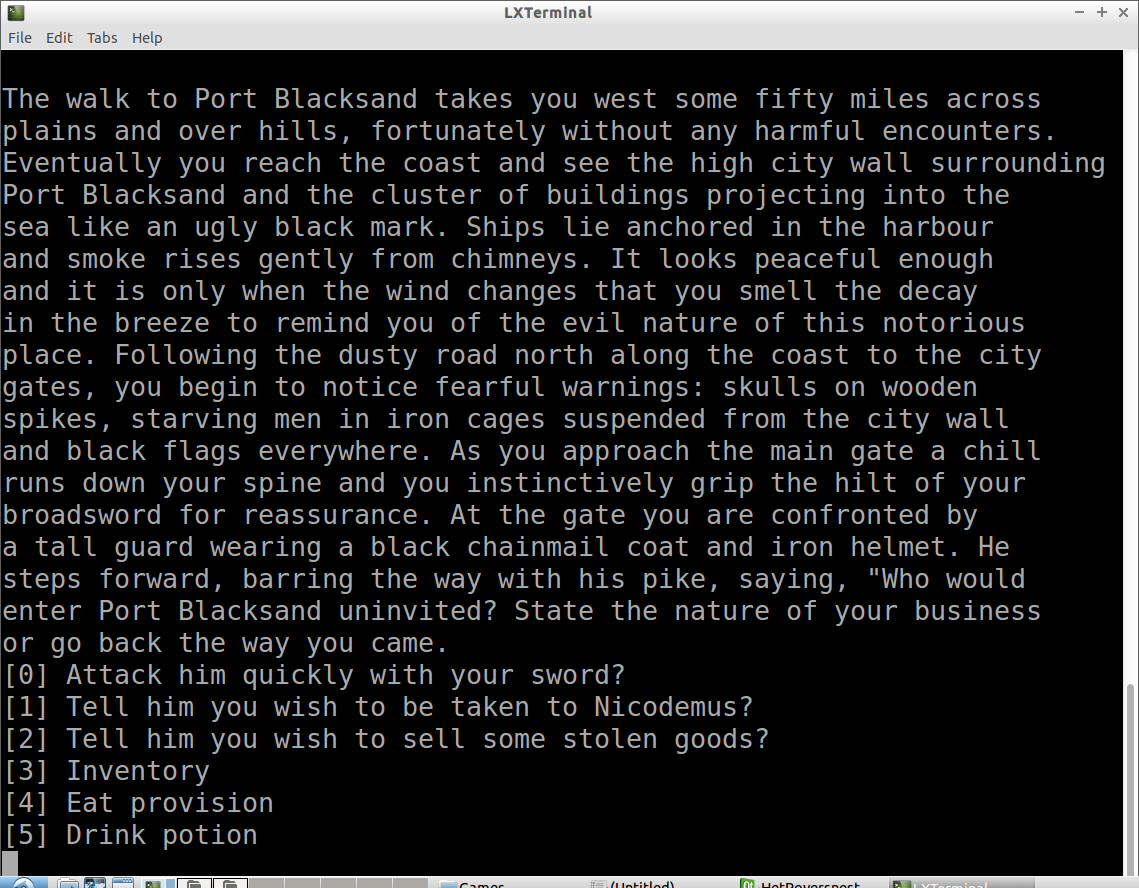 LXTerminal
File Edit Tabs Help
The walk to Port Blacksand takes you west some fifty miles across
plains and over hills, fortunately without any harmful encounters.
Eventually you reach the coast and see the high city wall surrounding
Port Blacksand and the cluster of buildings projecting into the
sea like an ugly black mark. Ships lie anchored in the harbour
and smoke rises gently from chimneys. It looks peaceful enough
and it is only when the wind changes that you smell the decay
in the breeze to remind you of the evil nature of this notorious
place. Following the dusty road north along the coast to the city
gates, you begin to notice fearful warnings: skulls on wooden
spikes, starving men in iron cages suspended from the city wall
and black flags everywhere. As you approach the main gate a chill
runs down your spine and you instinctively grip the hilt of your
broadsword for reassurance. At the gate you are confronted by
a tall guard wearing a black chainmail coat and iron helmet. He
steps forward, barring the way with his pike, saying, "Who would
enter Port Blacksand uninvited? State the nature of your business
or go back the way you came.
[0] Attack him quickly with your sword?
[1] Tell him you wish to be taken to Nicodemus?
[2] Tell him you wish to sell some stolen goods?
[3] Inventory
[4] Eat provision
[5] Drink potion
Games (Untitled) LXTerminal